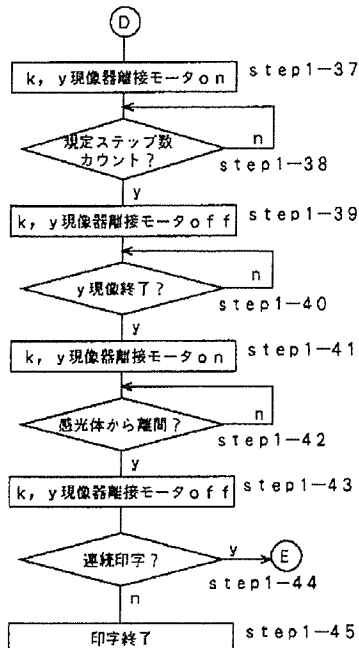 D
k, y現像器離接モータon step1-37
規定ステップ数
カウント?
n
step1-38
y
k, y現像器離接モータoff step1-39
y現像終了?
n
step1-40
y
k, y現像器離接モータon step1-41
感光体から離間?
n
step1-42
y
k, y現像器離接モータoff step1-43
連続印字?
y
E
step1-44
n
印字終了 step1-45